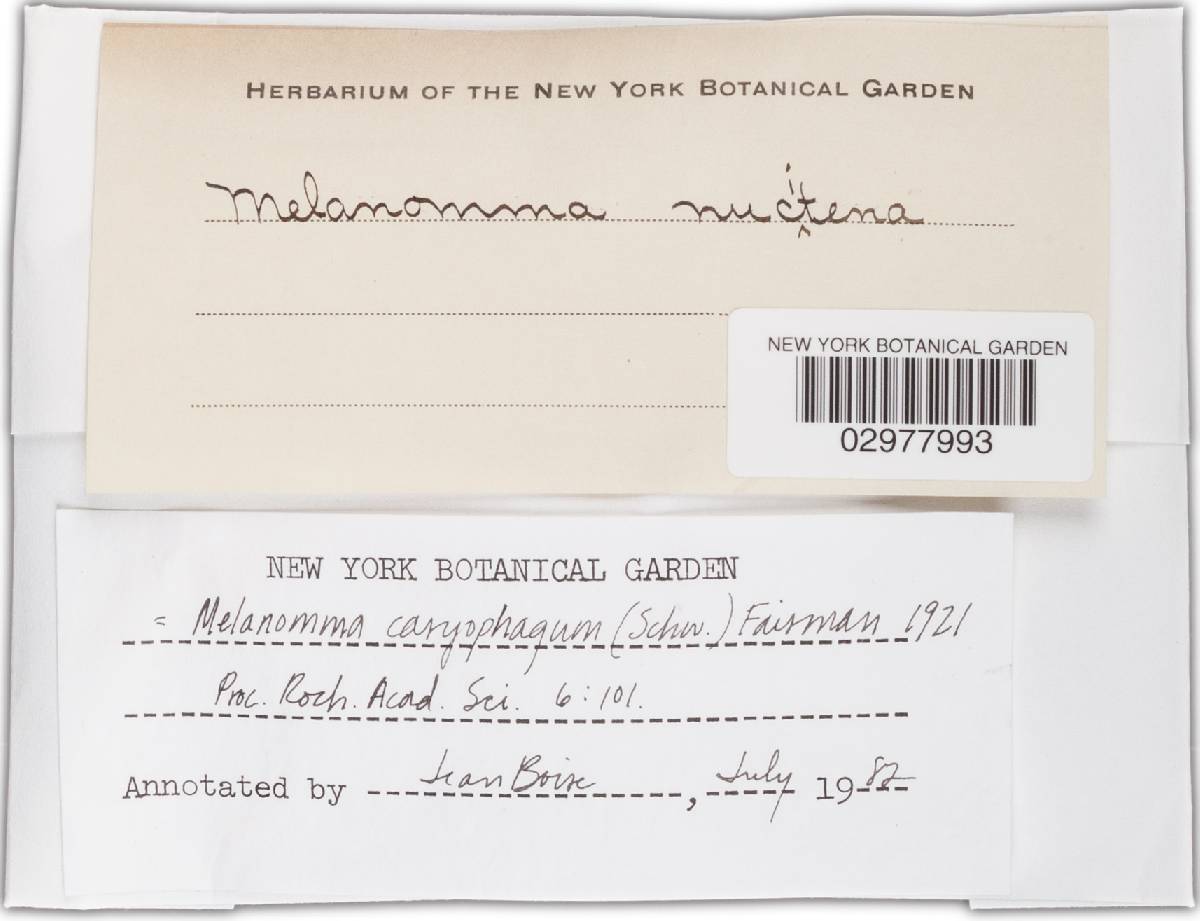 HERBARIUM OF THE NEW YORK BOTANICAL GARDEN
Melanomma nucitena
NEW YORK BOTANICAL GARDEN
02977993
NEW YORK BOTANICAL GARDEN
= Melanomma caryophagum (Schw.) Fairman 1921
Proc. Roch. Acad. Sci. 6:101.
Annotated by Jean Boise, July 1982